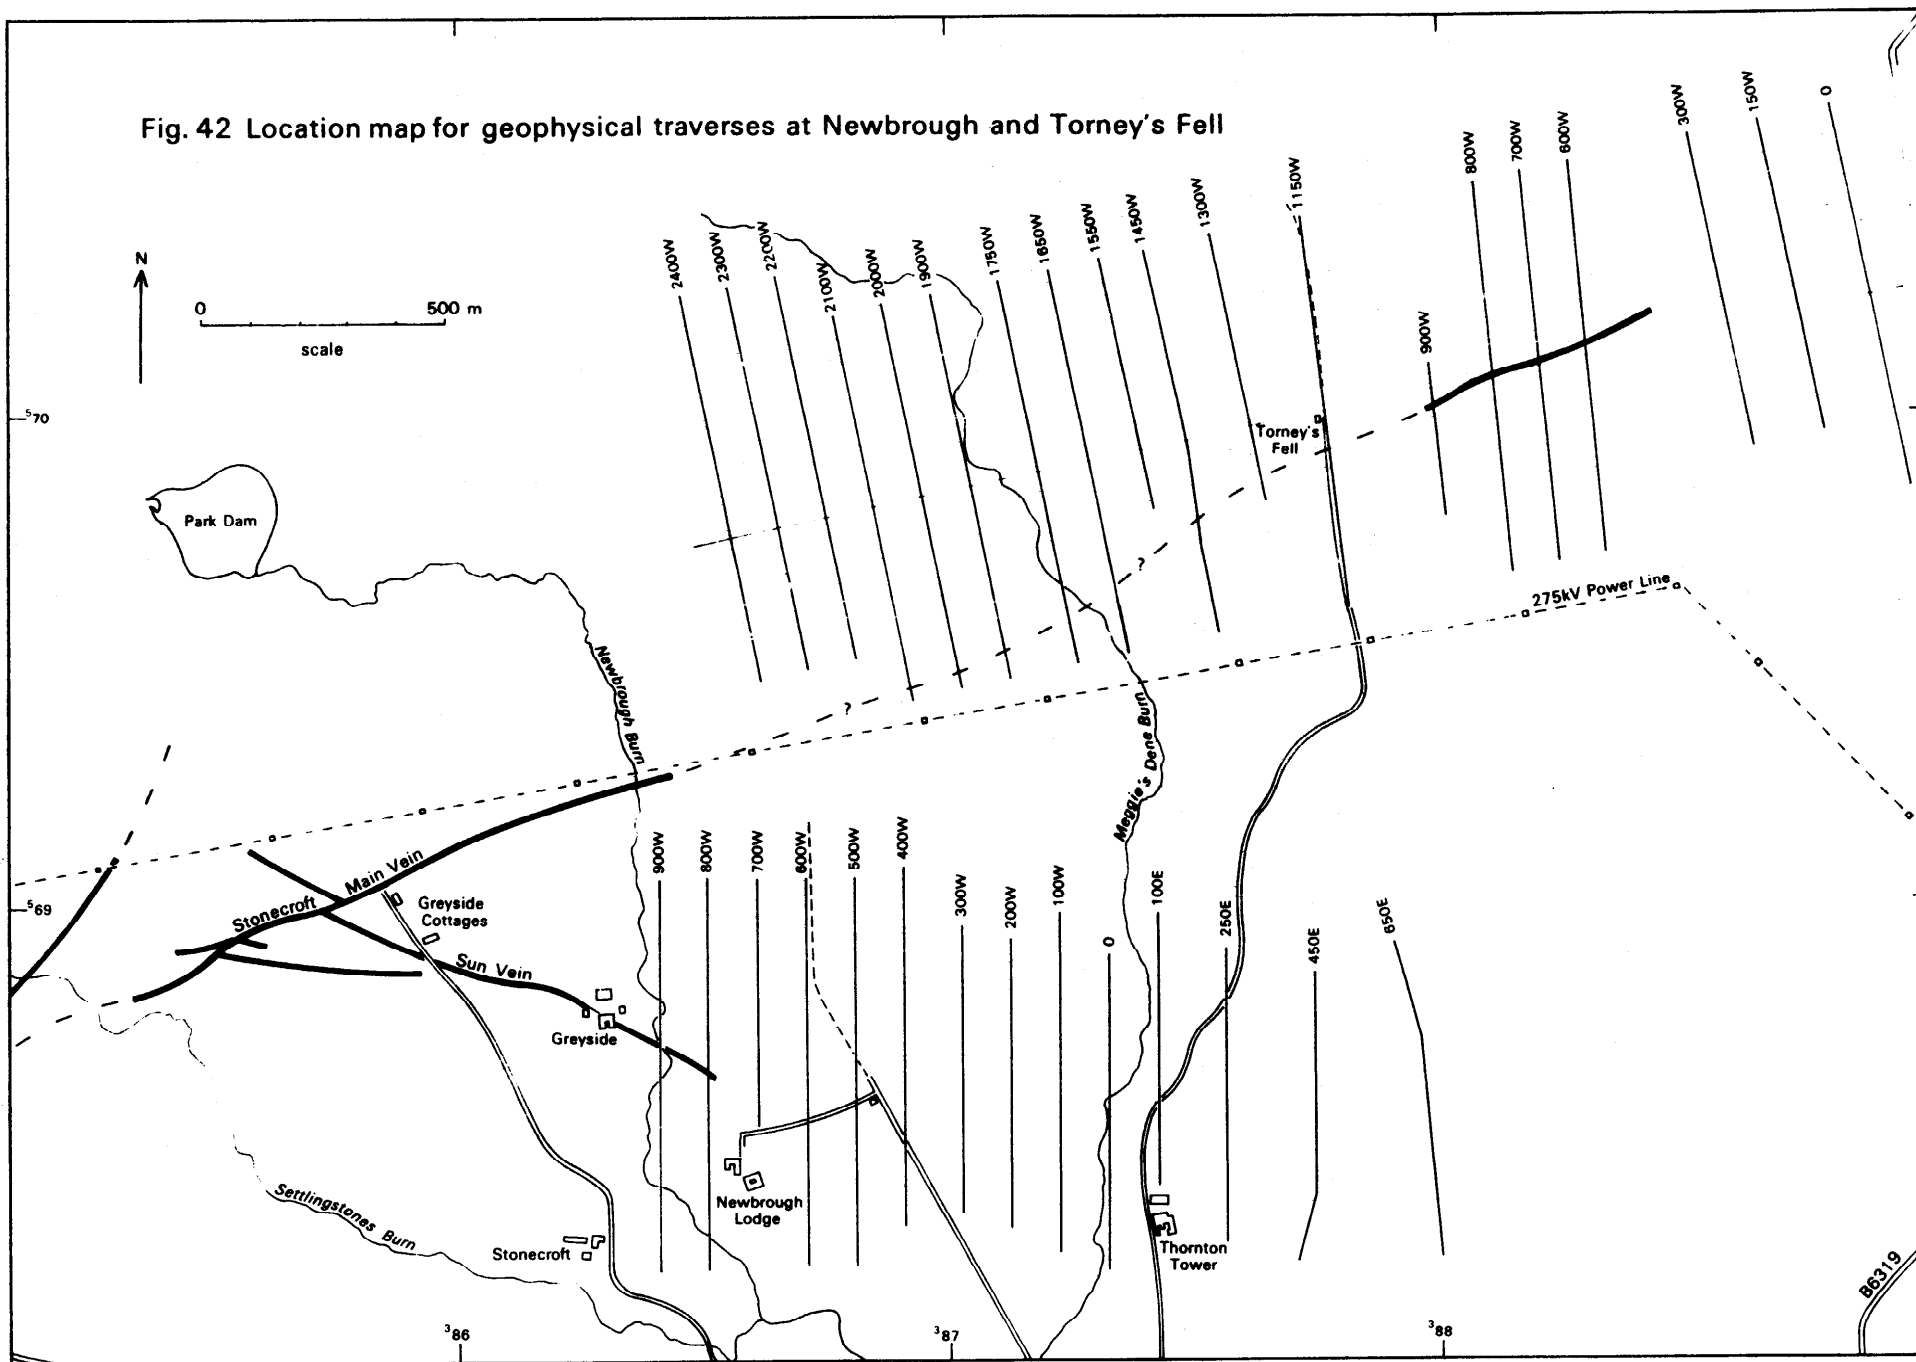 Fig. 42 Location map for geophysical traverses at Newbrough and Torney's Fell
N
0 500 m
scale
2400W
2300W
2200W
2100W
2000W
1900W
1750W
1650W
1550W
1450W
1300W
1150W
900W
800W
700W
600W
300W
150W
0
⁵70
Torney's
Fell
Park Dam
?
275kV Power Line
Newbrough Burn
?
Meggie's Dene Burn
⁵69
Stonecroft Main Vein
Greyside
Cottages
Sun Vein
Greyside
900W
800W
700W
600W
500W
400W
300W
200W
100W
0
100E
250E
450E
650E
Newbrough
Lodge
Settlingstones Burn
Stonecroft
Thornton
Tower
B6319
³86
³87
³88